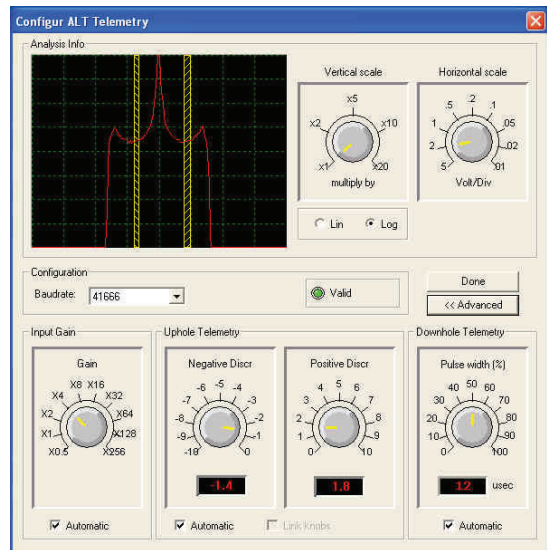 Configur ALT Telemetry
Analysis Info
Vertical scale
x1 x2 x5 x10 x20
multiply by
Horizontal scale
5 2 1 .5 .2 .1 .05 .02 .01
Volt/Div
Lin Log
Configuration
Baudrate: 41666
Valid
Done
<< Advanced
Input Gain
Gain
X0.5 X1 X2 X4 X8 X16 X32 X64 X128 X256
Automatic
Uphole Telemetry
Negative Discr
-10 -9 -8 -7 -6 -5 -4 -3 -2 -1 0
-1.4
Automatic
Positive Discr
0 1 2 3 4 5 6 7 8 9 10
1.8
Link Knobs
Downhole Telemetry
Pulse width (%)
0 10 20 30 40 50 60 70 80 90 100
12 usec
Automatic